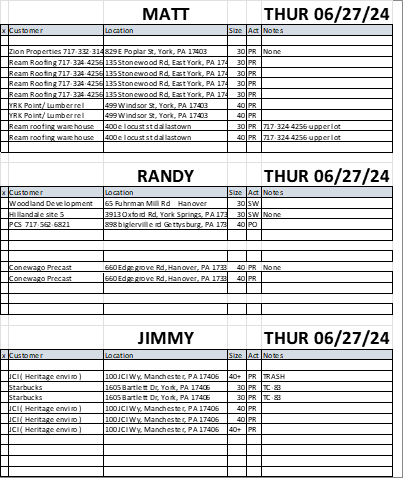 MATT THUR 06/27/24
x Customer Location Size Act Notes
Zion Properties 717-332-314 829 E Poplar St, York, PA 17403 30 PR None
Ream Roofing 717-324-4256 135 Stonewood Rd, East York, PA 174 30 PR
Ream Roofing 717-324-4256 135 Stonewood Rd, East York, PA 174 30 PR
Ream Roofing 717-324-4256 135 Stonewood Rd, East York, PA 174 30 PR
Ream Roofing 717-324-4256 135 Stonewood Rd, East York, PA 174 40 PR
YRK Point/ Lumber rel 499 Windsor St, York, PA 17403 40 PR
YRK Point/ Lumber rel 499 Windsor St, York, PA 17403 40 PR
Ream roofing warehouse 400 e locust st dallastown 30 PR 717-324-4256 upper lot
Ream roofing warehouse 400 e locust st dallastown 40 PR 717-324-4256 upper lot
RANDY THUR 06/27/24
x Customer Location Size Act Notes
Woodland Development 65 Fuhrman Mill Rd Hanover 30 SW
Hillandale site 5 3913 Oxford Rd, York Springs, PA 173 30 SW None
PCS 717-562-6821 898 biglerville rd Gettysburg, PA 173 40 PO
Conewago Precast 660 Edgegrove Rd, Hanover, PA 1733 40 PR None
Conewago Precast 660 Edgegrove Rd, Hanover, PA 1733 40 PR
JIMMY THUR 06/27/24
x Customer Location Size Act Notes
JCI ( Heritage enviro ) 100 JCI Wy, Manchester, PA 17406 40+ PR TRASH
Starbucks 1605 Bartlett Dr, York, PA 17406 30 PR TC-83
Starbucks 1605 Bartlett Dr, York, PA 17406 30 PR TC-83
JCI ( Heritage enviro ) 100 JCI Wy, Manchester, PA 17406 40 PR
JCI ( Heritage enviro ) 100 JCI Wy, Manchester, PA 17406 40 PR
JCI ( Heritage enviro ) 100 JCI Wy, Manchester, PA 17406 40+ PR